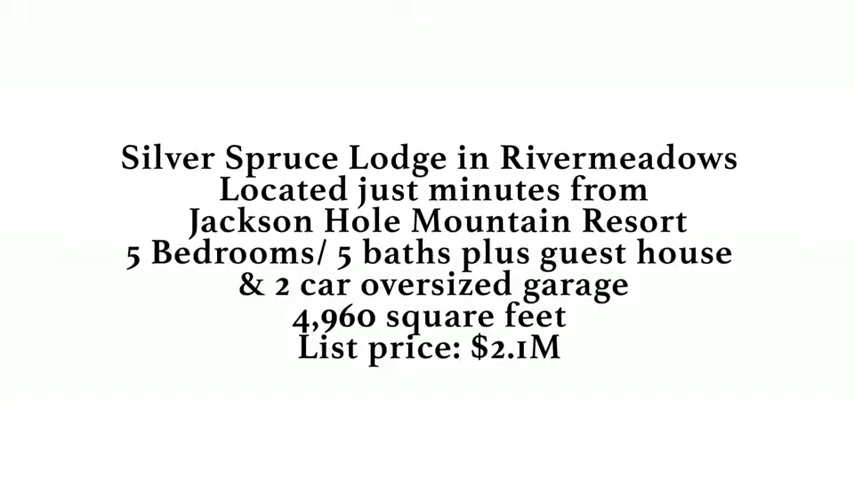 Silver Spruce Lodge in Rivermeadows
Located just minutes from
Jackson Hole Mountain Resort
5 Bedrooms/ 5 baths plus guest house
& 2 car oversized garage
4,960 square feet
List price: $2.1M